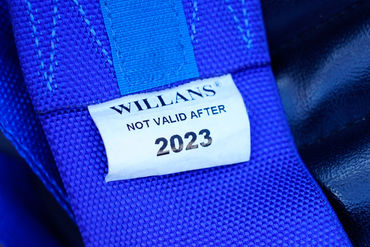 WILLANS®
NOT VALID AFTER
2023